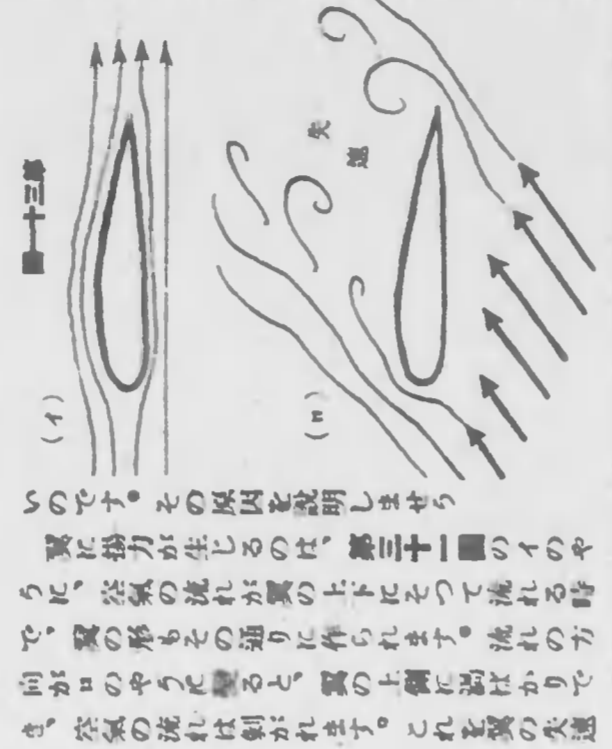 第三十一圖
(イ)
(ロ)
失速
いのです。その原因を説明しませう
翼に揚力が生じるのは、第三十一圖のイのや
うに、空氣の流れが翼の上下にそつて流れる時
で、翼の形もその通りに作られます。流れの方
向がロのやうに變ると、翼の上側に渦ばかりで
き、空氣の流れは剝がれます。これを翼の失速